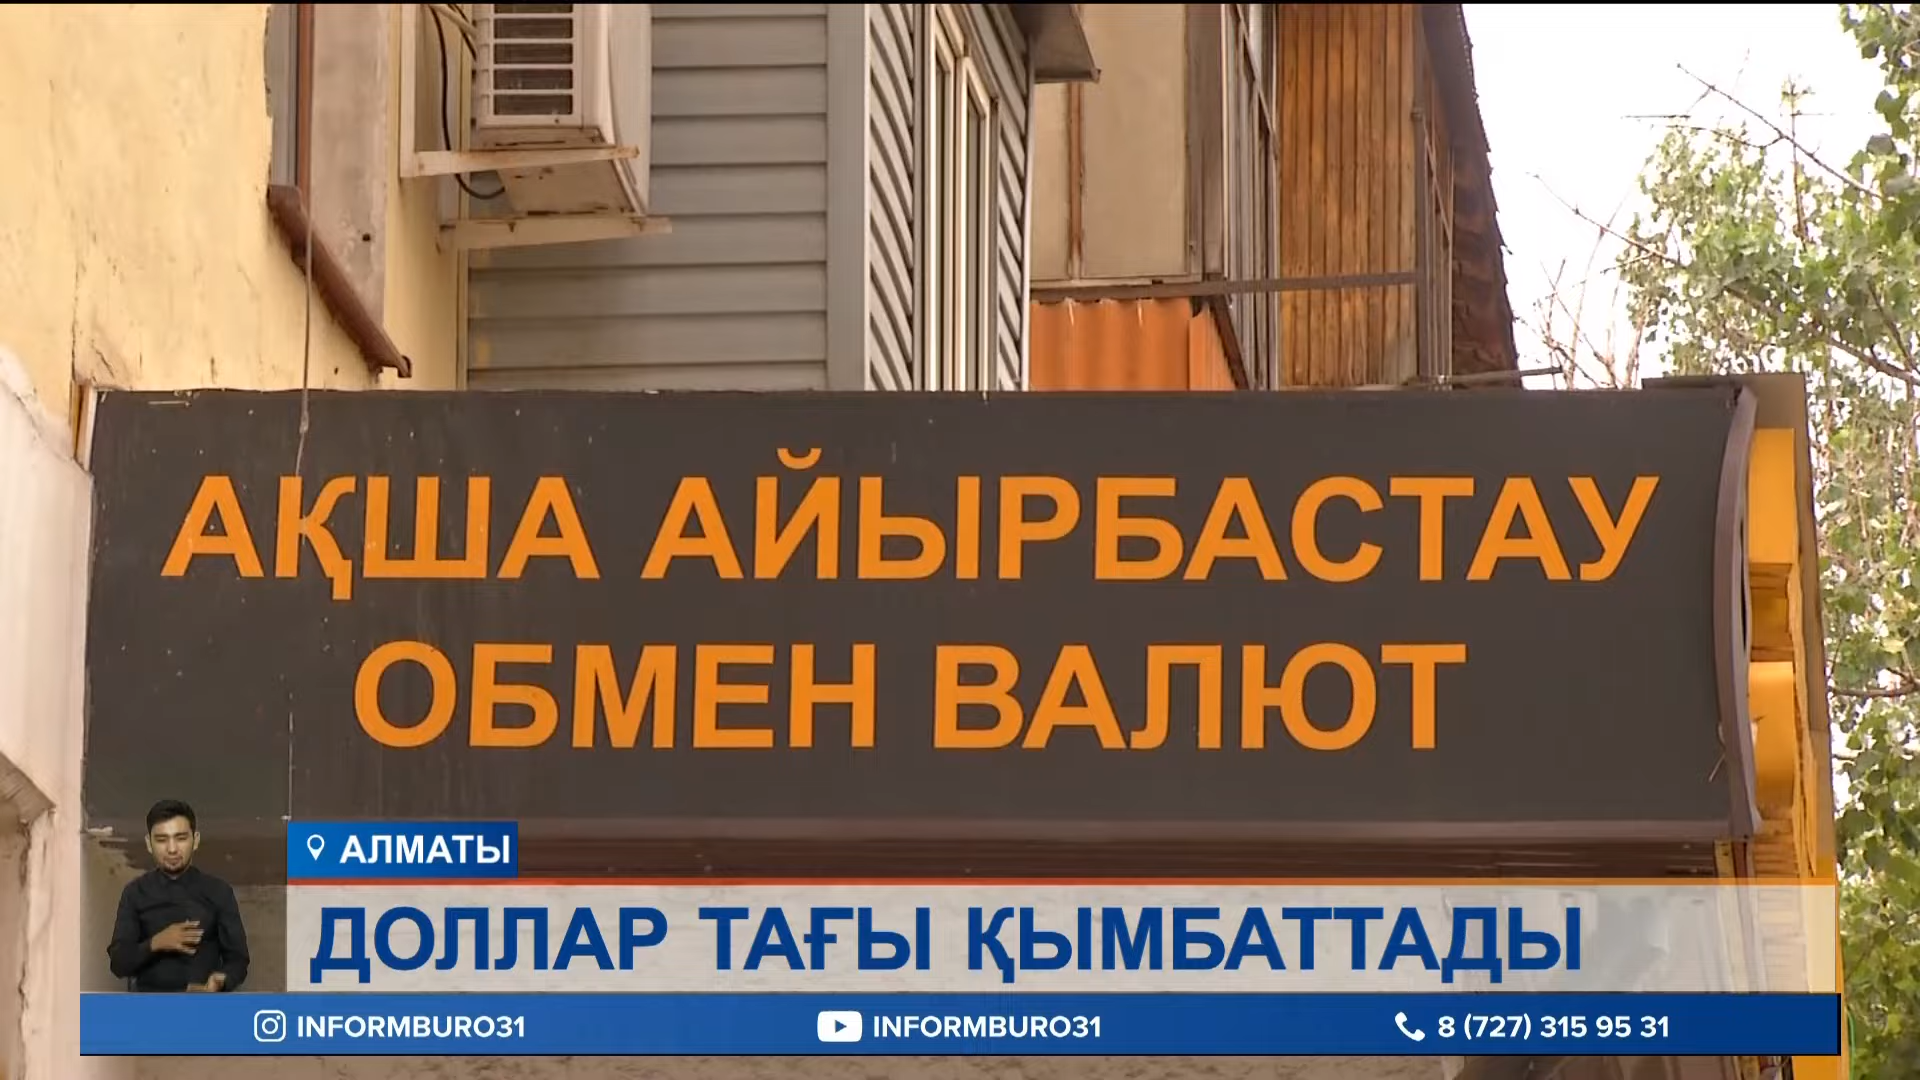 АҚША АЙЫРБАСТАУ
ОБМЕН ВАЛЮТ
АЛМАТЫ
ДОЛЛАР ТАҒЫ ҚЫМБАТТАДЫ
INFORMBURO31 INFORMBURO31 8 (727) 315 95 31